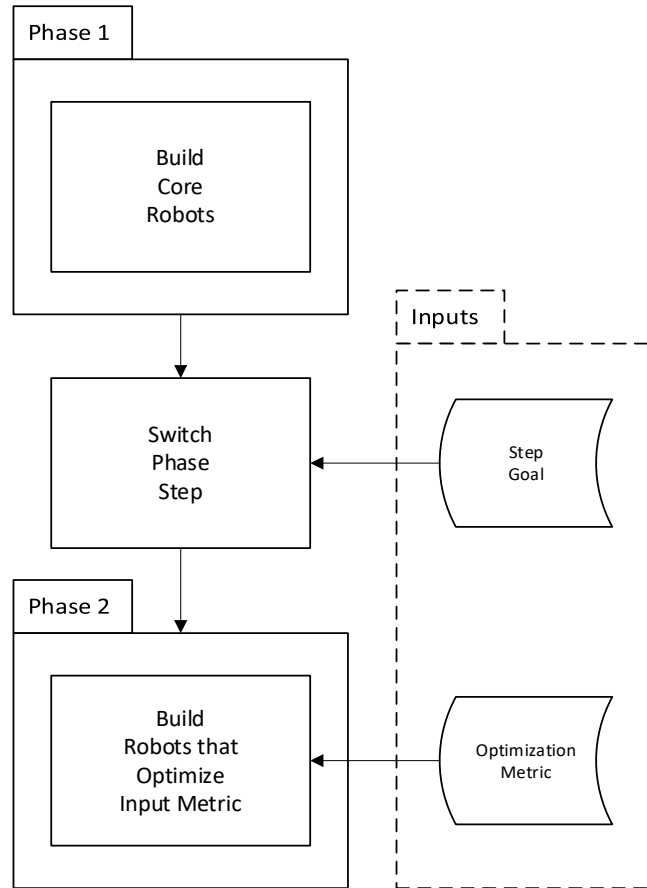 Phase 1
Build
Core
Robots
Inputs
Switch
Phase
Step
Step
Goal
Phase 2
Build
Robots that
Optimize
Input Metric
Optimization
Metric